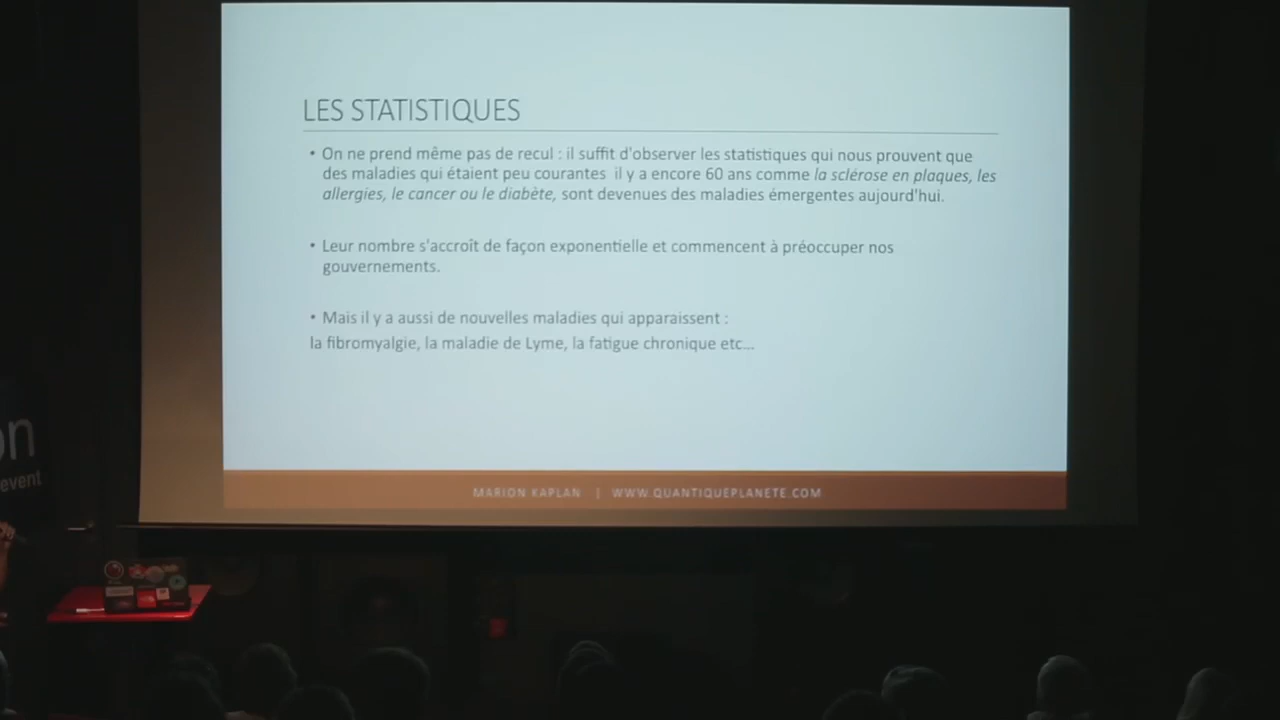 LES STATISTIQUES
• On ne prend même pas de recul : il suffit d'observer les statistiques qui nous prouvent que
des maladies qui étaient peu courantes il y a encore 60 ans comme la sclérose en plaques, les
allergies, le cancer ou le diabète, sont devenues des maladies émergentes aujourd'hui.
• Leur nombre s'accroît de façon exponentielle et commencent à préoccuper nos
gouvernements.
• Mais il y a aussi de nouvelles maladies qui apparaissent :
la fibromyalgie, la maladie de Lyme, la fatigue chronique etc...
MARION KAPLAN | WWW.QUANTIQUEPLANETE.COM
on
event